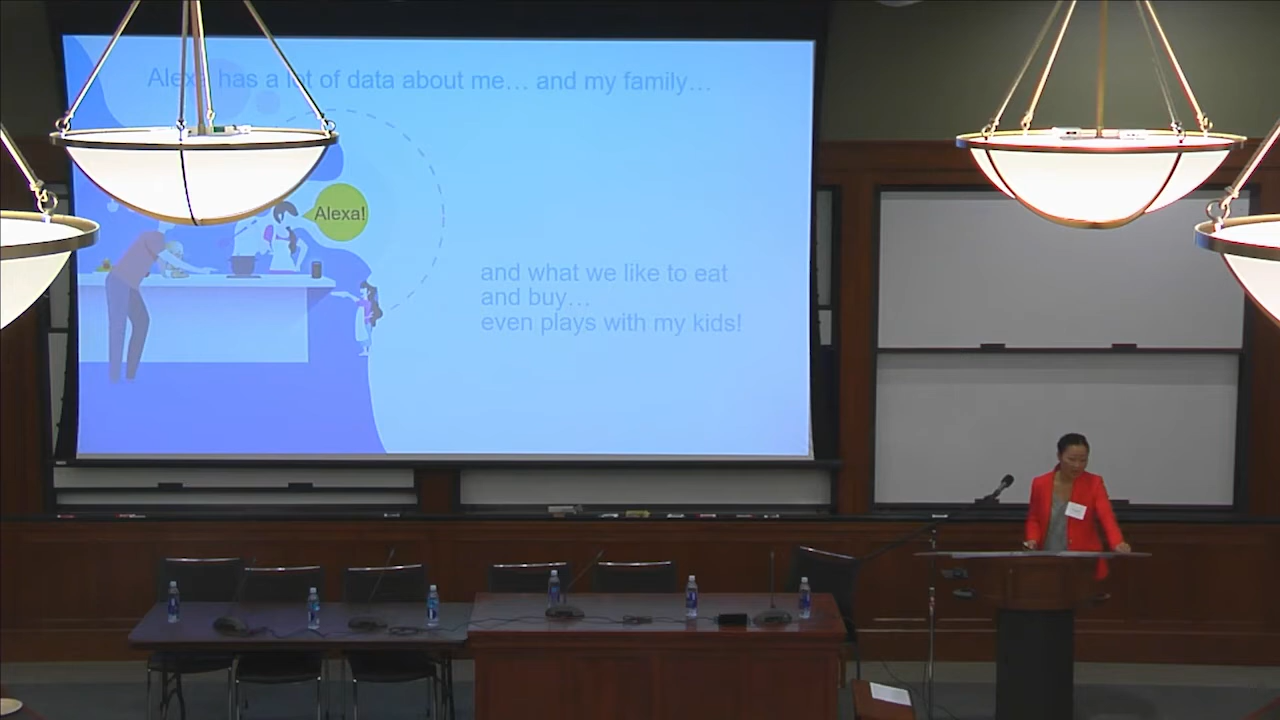 Alexa has a lot of data about me… and my family…
Alexa!
and what we like to eat
and buy…
even plays with my kids!